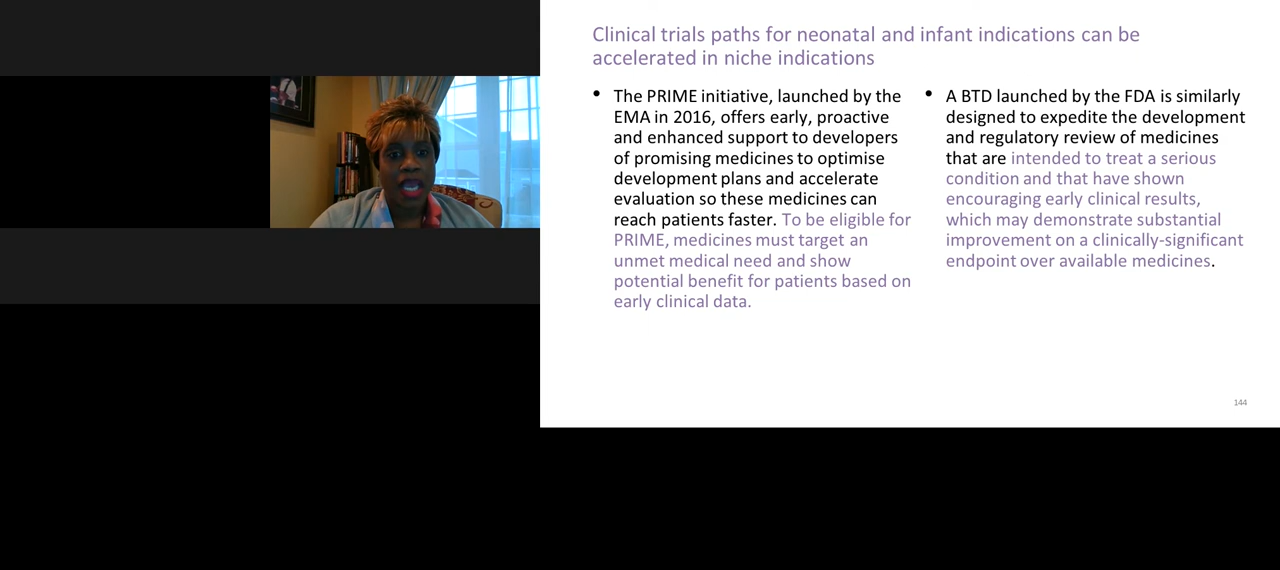 Clinical trials paths for neonatal and infant indications can be
accelerated in niche indications
• The PRIME initiative, launched by the
EMA in 2016, offers early, proactive
and enhanced support to developers
of promising medicines to optimise
development plans and accelerate
evaluation so these medicines can
reach patients faster. To be eligible for
PRIME, medicines must target an
unmet medical need and show
potential benefit for patients based on
early clinical data.
• A BTD launched by the FDA is similarly
designed to expedite the development
and regulatory review of medicines
that are intended to treat a serious
condition and that have shown
encouraging early clinical results,
which may demonstrate substantial
improvement on a clinically-significant
endpoint over available medicines.
144